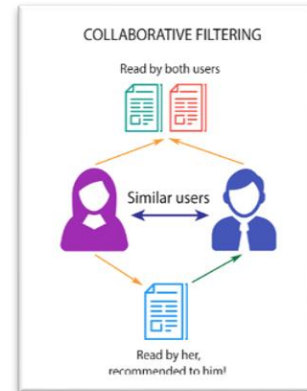 COLLABORATIVE FILTERING
Read by both users
Similar users
Read by her,
recommended to him!